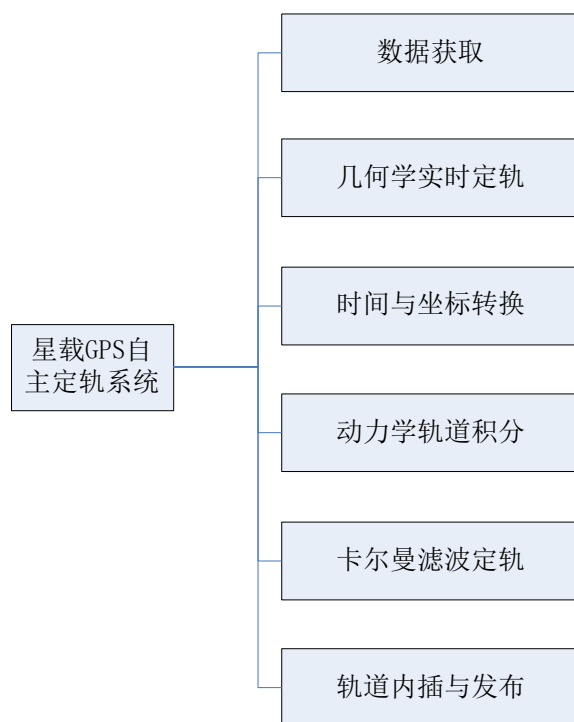 数据获取
几何学实时定轨
时间与坐标转换
星载GPS自
主定轨系统
动力学轨道积分
卡尔曼滤波定轨
轨道内插与发布